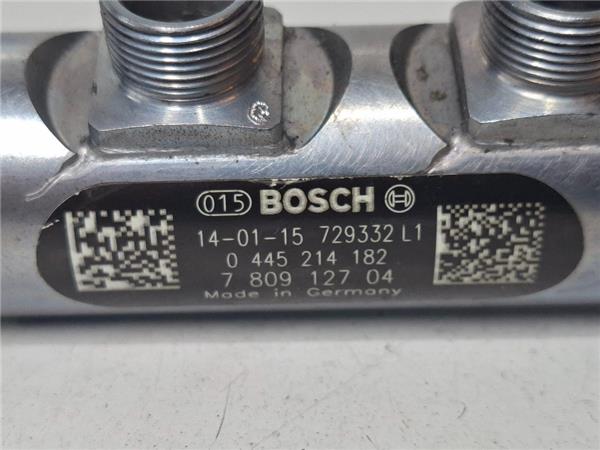 015 BOSCH
14-01-15 729332 L1
0 445 214 182
7 809 127 04
Made in Germany